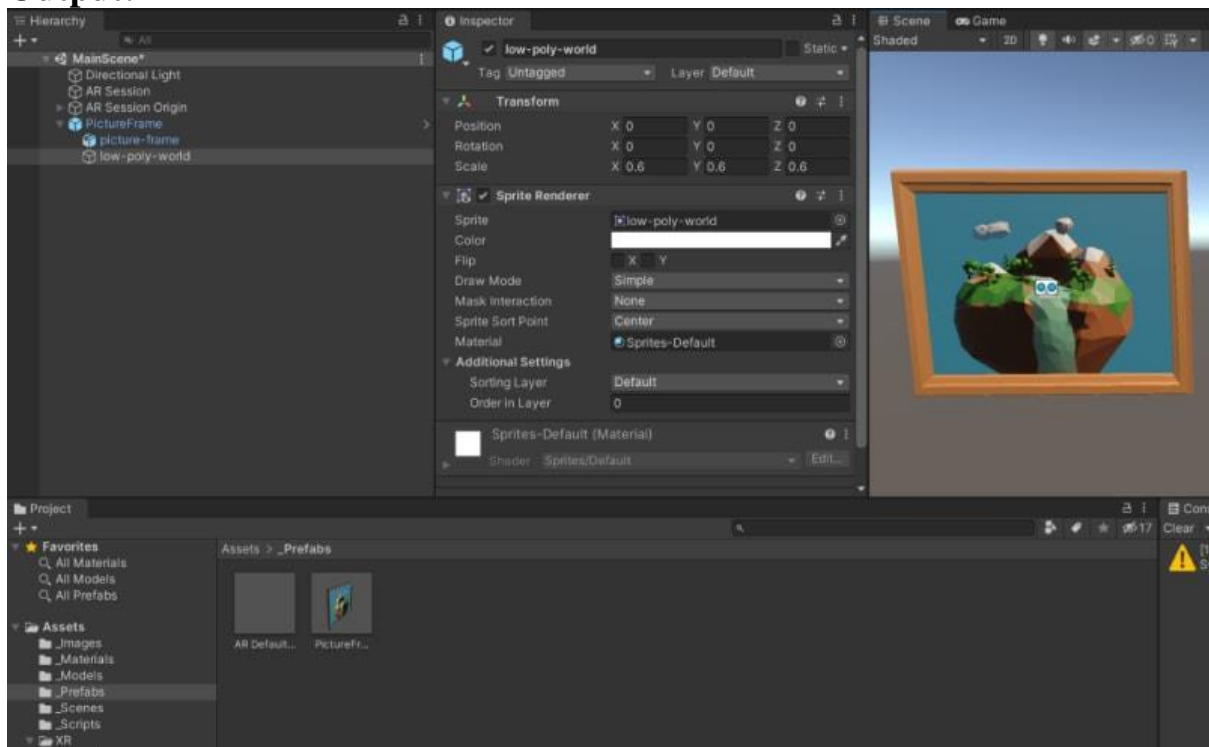 Hierarchy
All
MainScene*
Directional Light
AR Session
AR Session Origin
PictureFrame
picture-frame
low-poly-world
Inspector
low-poly-world
Static
Tag Untagged Layer Default
Transform
Position X 0 Y 0 Z 0
Rotation X 0 Y 0 Z 0
Scale X 0.6 Y 0.6 Z 0.6
Sprite Renderer
Sprite low-poly-world
Color
Flip X Y
Draw Mode Simple
Mask Interaction None
Sprite Sort Point Center
Material Sprites-Default
Additional Settings
Sorting Layer Default
Order in Layer 0
Sprites-Default (Material)
Shader Sprites/Default Edit...
Scene Game
Shaded 2D 0
Project
17
Favorites
All Materials
All Models
All Prefabs
Assets
_Images
_Materials
_Models
_Prefabs
_Scenes
_Scripts
XR
Assets > _Prefabs
AR Default... PictureFr...
Clear